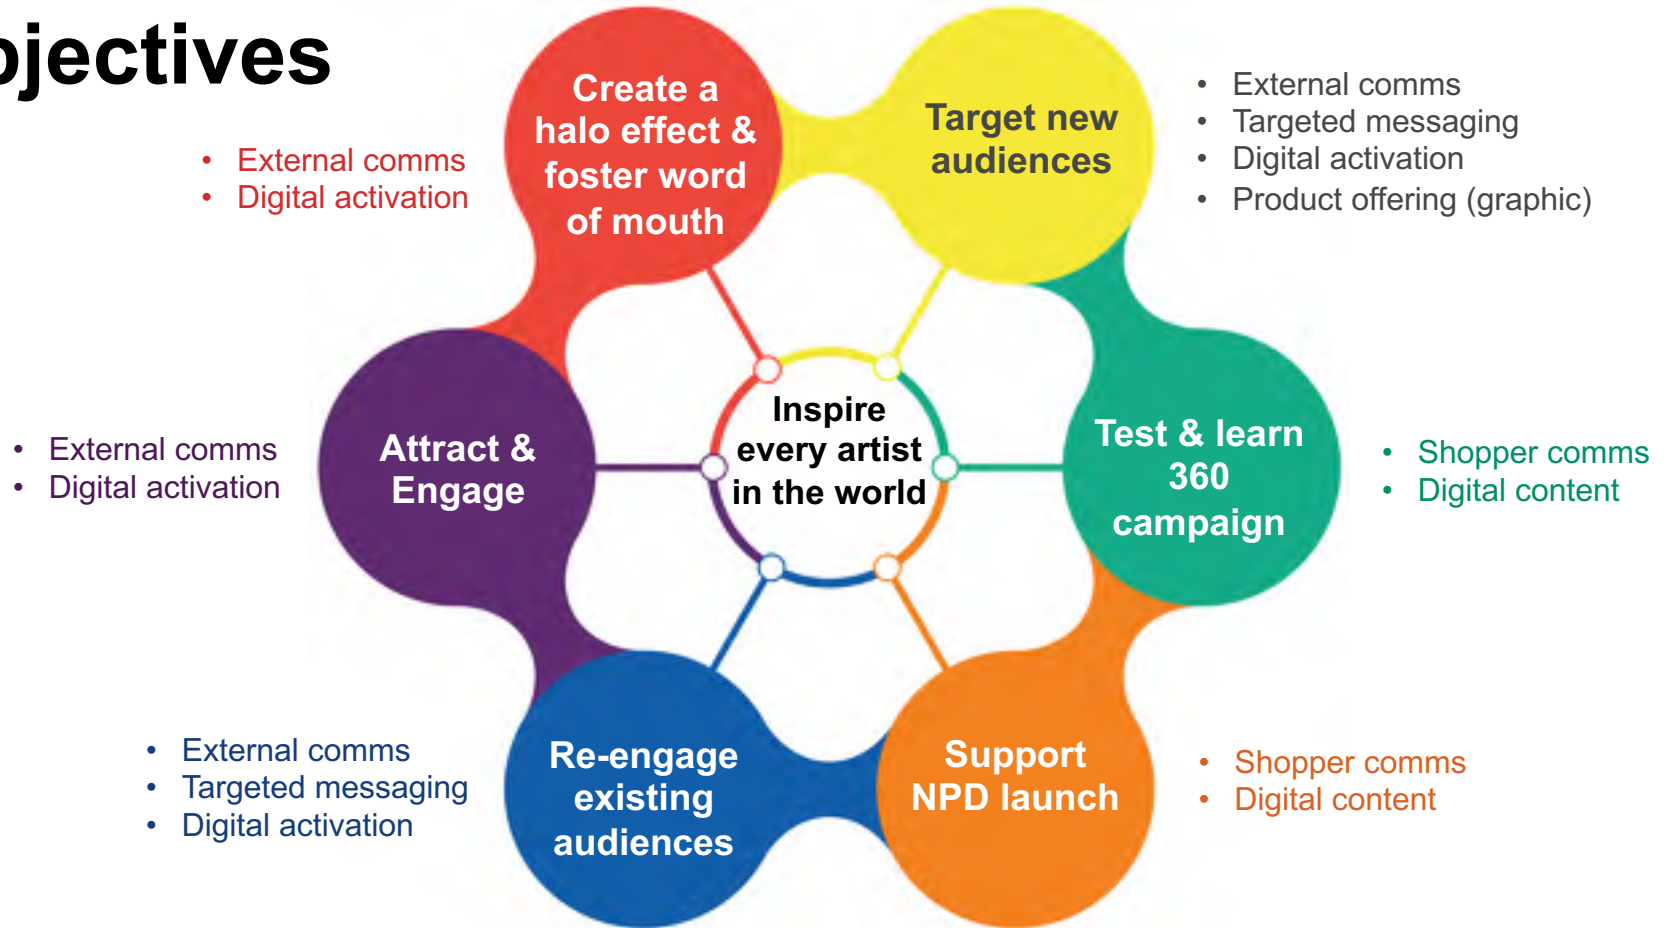 bjectives
Create a
halo effect &
foster word
of mouth
• External comms
• Digital activation
Target new
audiences
• External comms
• Targeted messaging
• Digital activation
• Product offering (graphic)
Attract &
Engage
• External comms
• Digital activation
Inspire
every artist
in the world
Test & learn
360
campaign
• Shopper comms
• Digital content
Re-engage
existing
audiences
• External comms
• Targeted messaging
• Digital activation
Support
NPD launch
• Shopper comms
• Digital content